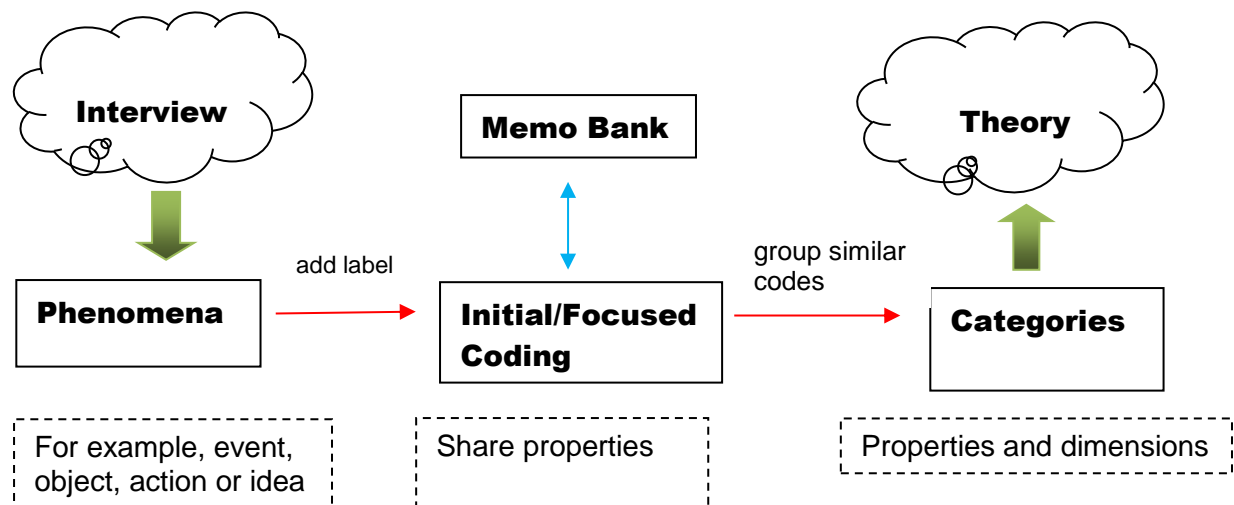 Interview
Memo Bank
Theory
add label
group similar
codes
Phenomena
Initial/Focused
Coding
Categories
For example, event,
object, action or idea
Share properties
Properties and dimensions